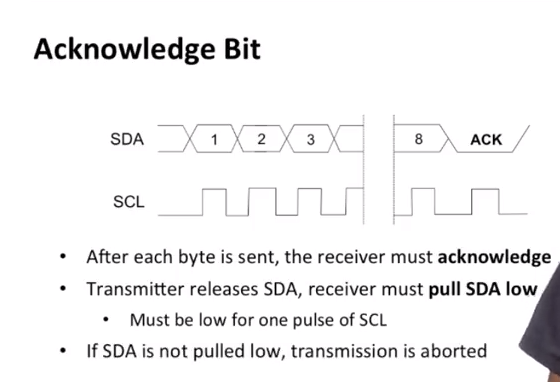 Acknowledge Bit
SDA 1 2 3 8 ACK
SCL
• After each byte is sent, the receiver must acknowledge
• Transmitter releases SDA, receiver must pull SDA low
• Must be low for one pulse of SCL
• If SDA is not pulled low, transmission is aborted